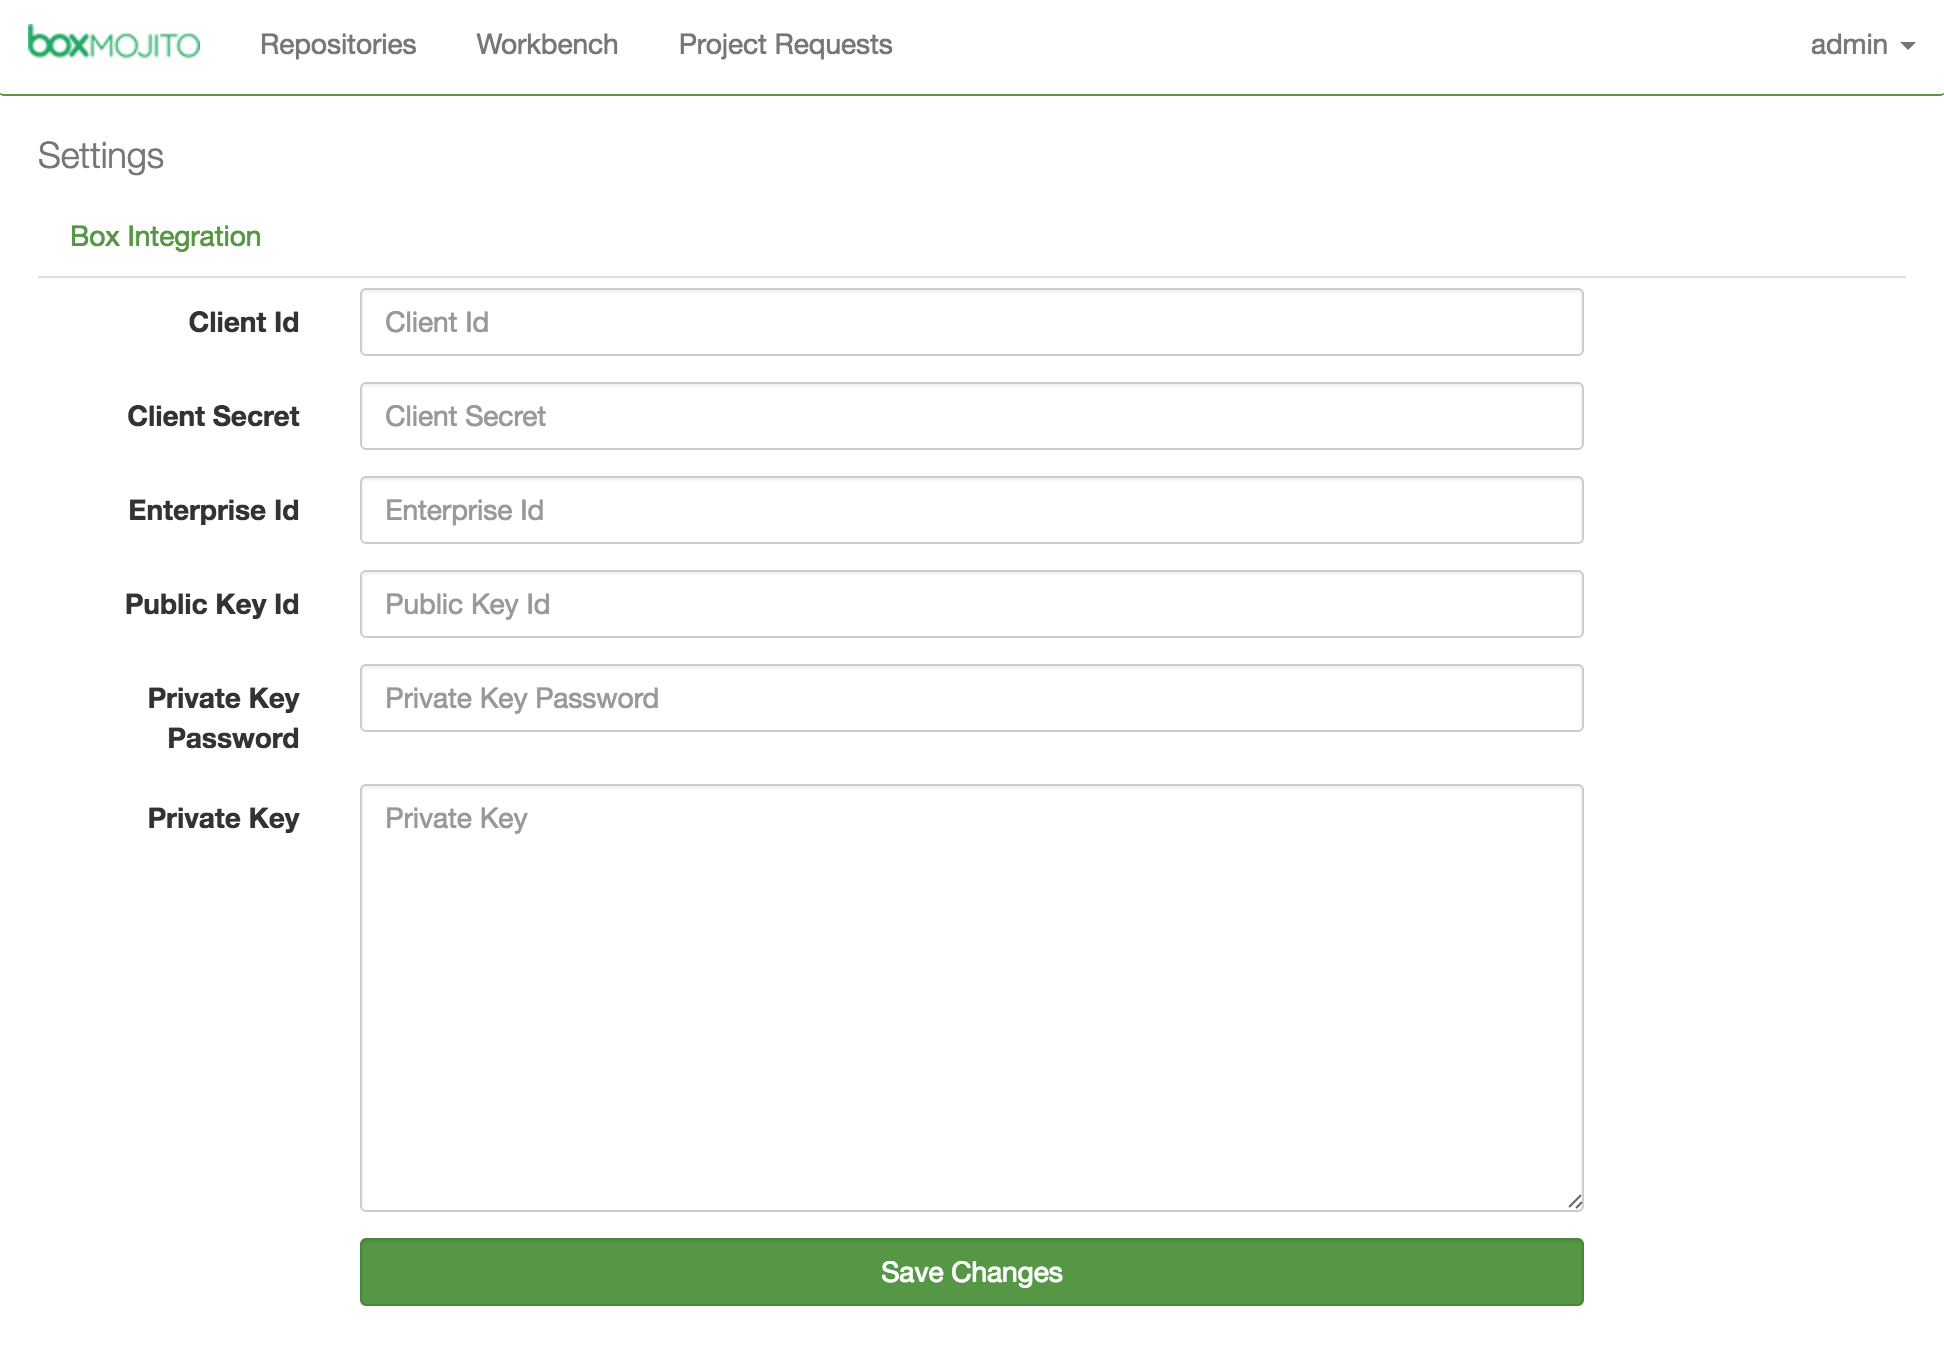 boxMOJITO Repositories Workbench Project Requests admin
Settings
Box Integration
Client Id Client Id
Client Secret Client Secret
Enterprise Id Enterprise Id
Public Key Id Public Key Id
Private Key Private Key Password
Password
Private Key Private Key
Save Changes